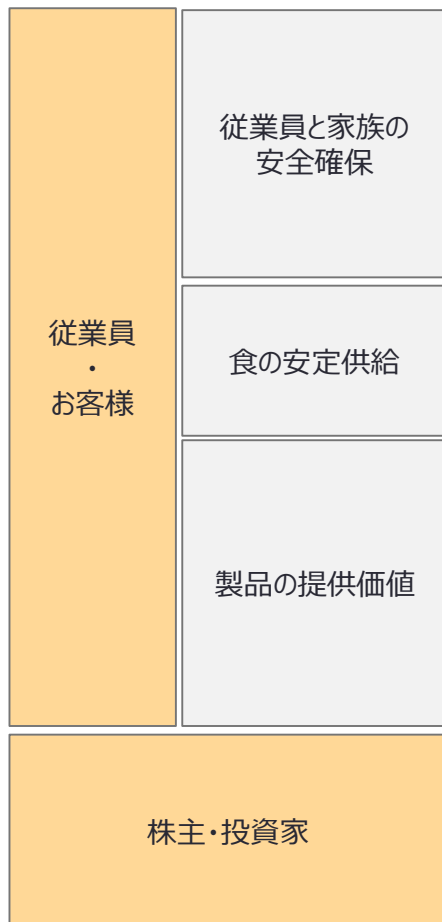 従業員
・
お客様
従業員と家族の
安全確保
食の安定供給
製品の提供価値
株主・投資家